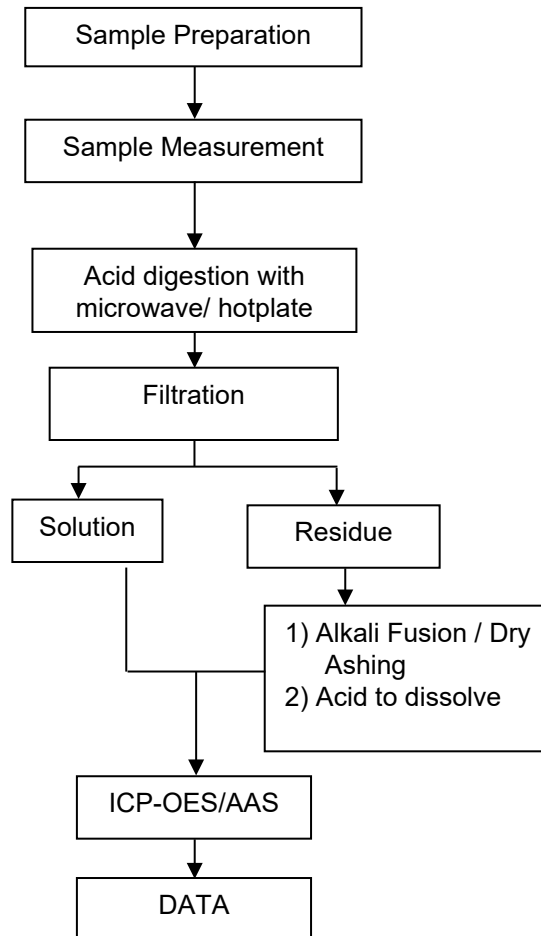 Sample Preparation
Sample Measurement
Acid digestion with
microwave/ hotplate
Filtration
Solution
Residue
1) Alkali Fusion / Dry
Ashing
2) Acid to dissolve
ICP-OES/AAS
DATA